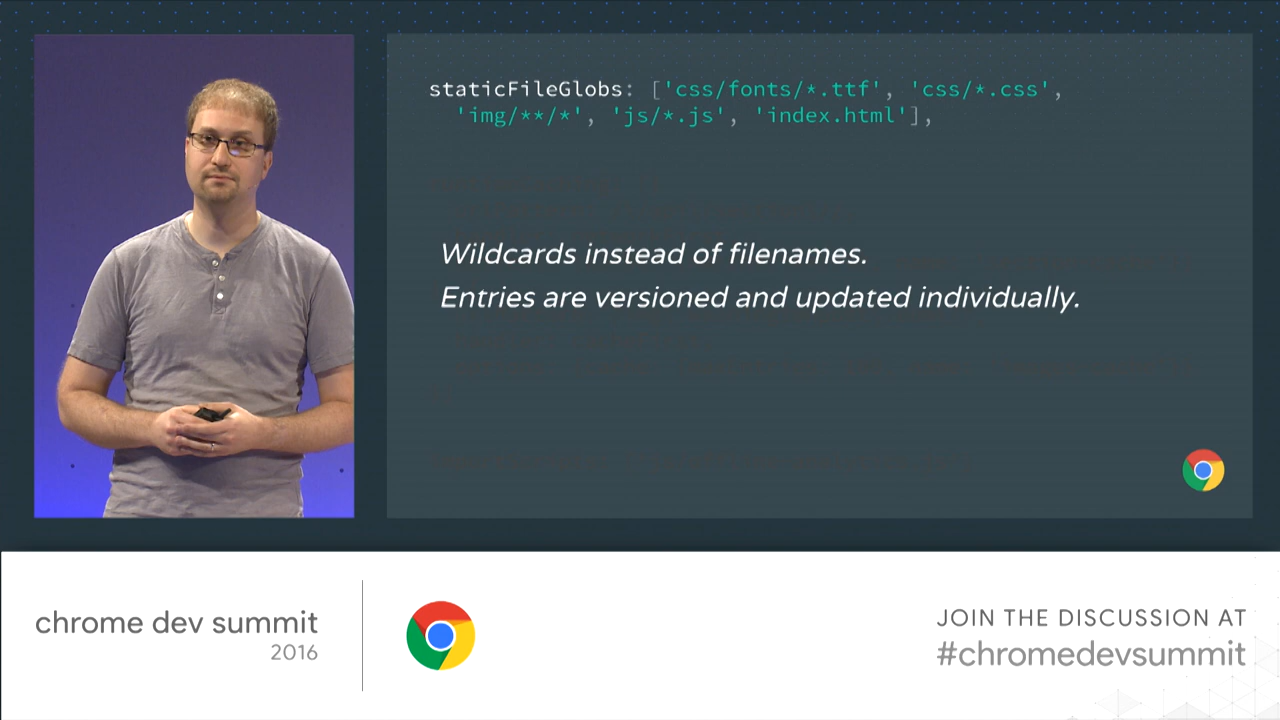 staticFileGlobs: ['css/fonts/*.ttf', 'css/*.css',
'img/**/*', 'js/*.js', 'index.html'],
Wildcards instead of filenames.
Entries are versioned and updated individually.
chrome dev summit
2016
JOIN THE DISCUSSION AT
#chromedevsummit